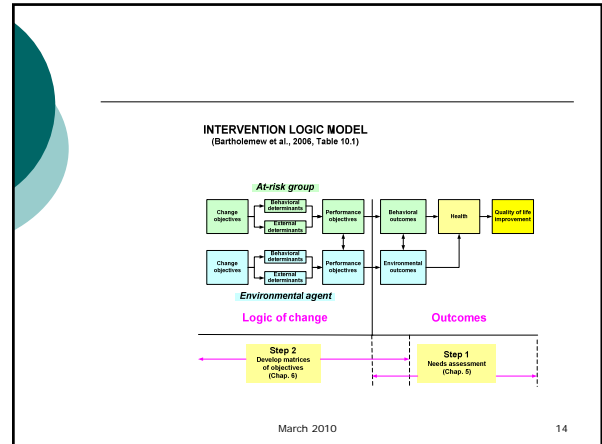 INTERVENTION LOGIC MODEL
(Bartholemew et al., 2006, Table 10.1)
At-risk group
Change
objectives
Behavioral
determinants
External
determinants
Performance
objectives
Behavioral
outcomes
Health
Quality of life
improvement
Change
objectives
Behavioral
determinants
External
determinants
Performance
objectives
Environmental
outcomes
Environmental agent
Logic of change
Outcomes
Step 2
Develop matrices
of objectives
(Chap. 6)
Step 1
Needs assessment
(Chap. 5)
March 2010
14